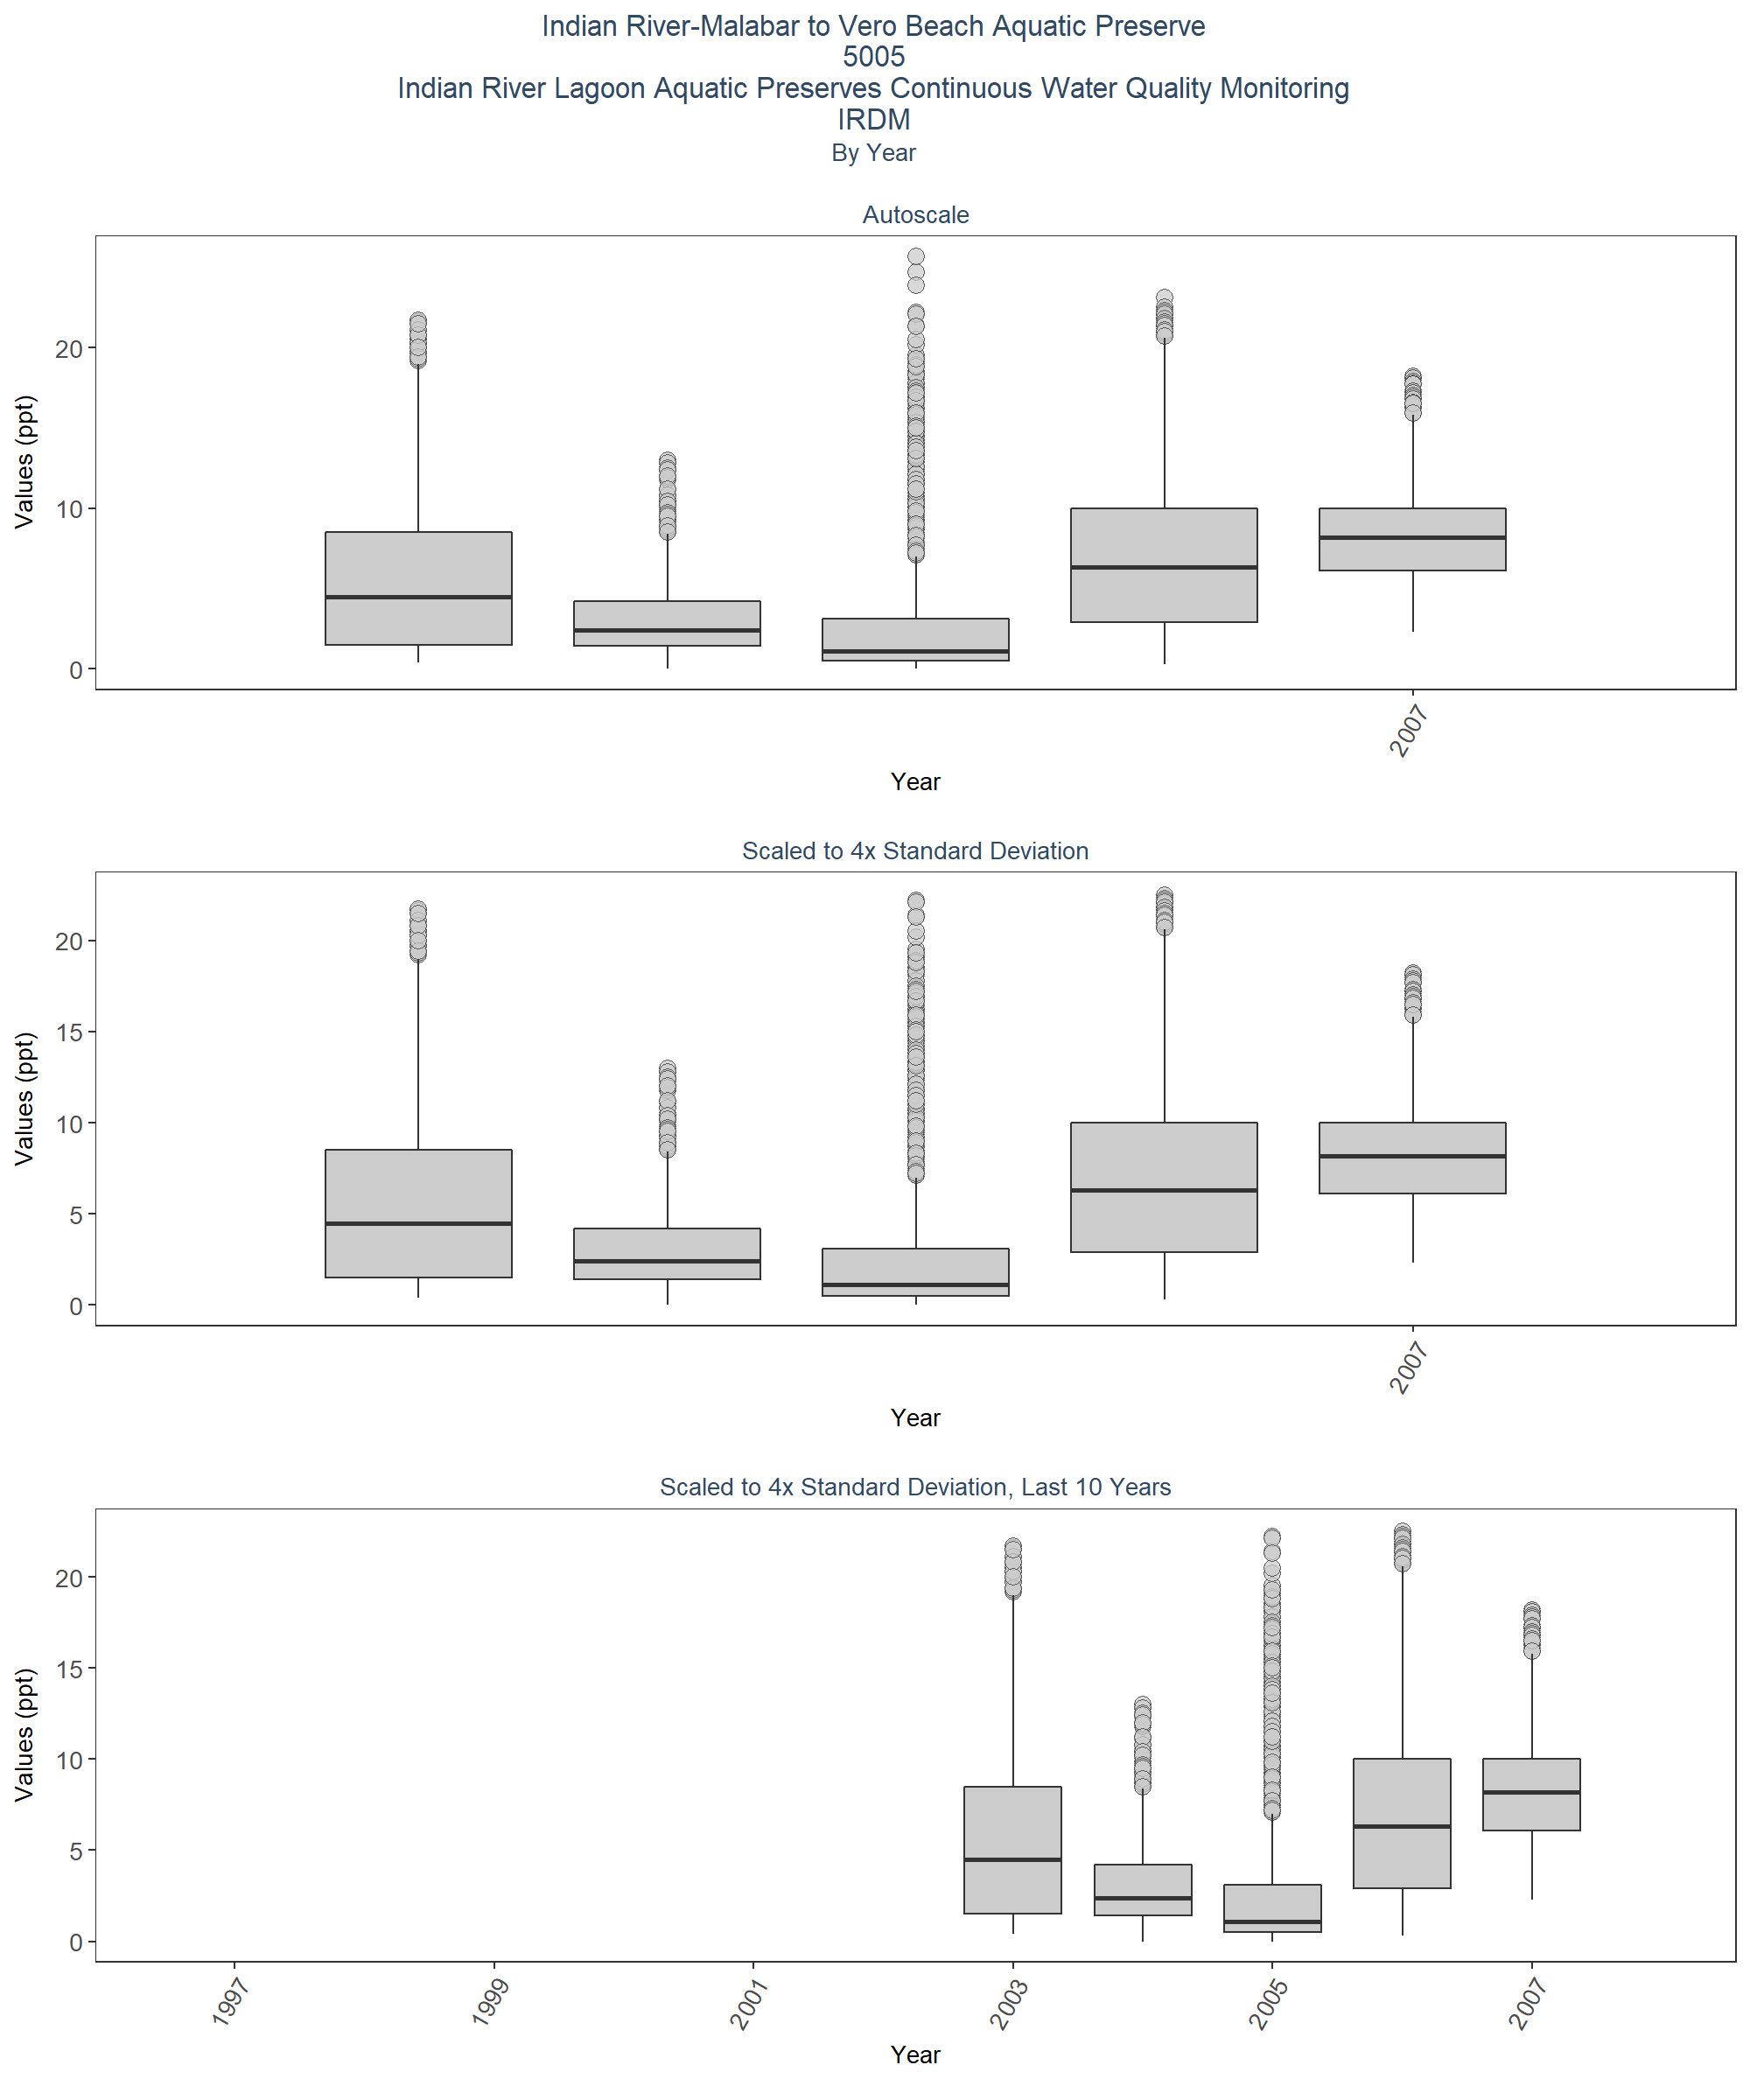 Indian River-Malabar to Vero Beach Aquatic Preserve
5005
Indian River Lagoon Aquatic Preserves Continuous Water Quality Monitoring
IRDM
By Year
Autoscale
Values (ppt)
20
10
0
2007
Year
Scaled to 4x Standard Deviation
Values (ppt)
20
15
10
5
0
2007
Year
Scaled to 4x Standard Deviation, Last 10 Years
Values (ppt)
20
15
10
5
0
1997 1999 2001 2003 2005 2007
Year